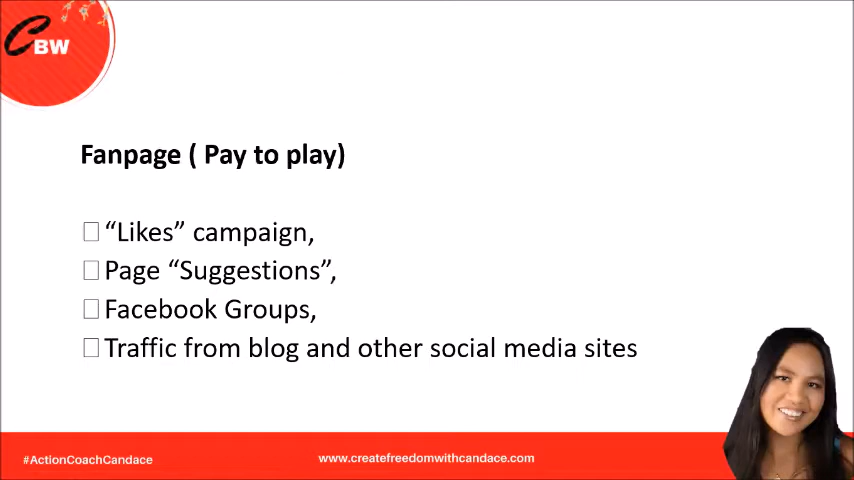 CBW
Fanpage ( Pay to play)
“Likes” campaign,
Page “Suggestions”,
Facebook Groups,
Traffic from blog and other social media sites
#ActionCoachCandace
www.createfreedomwithcandace.com